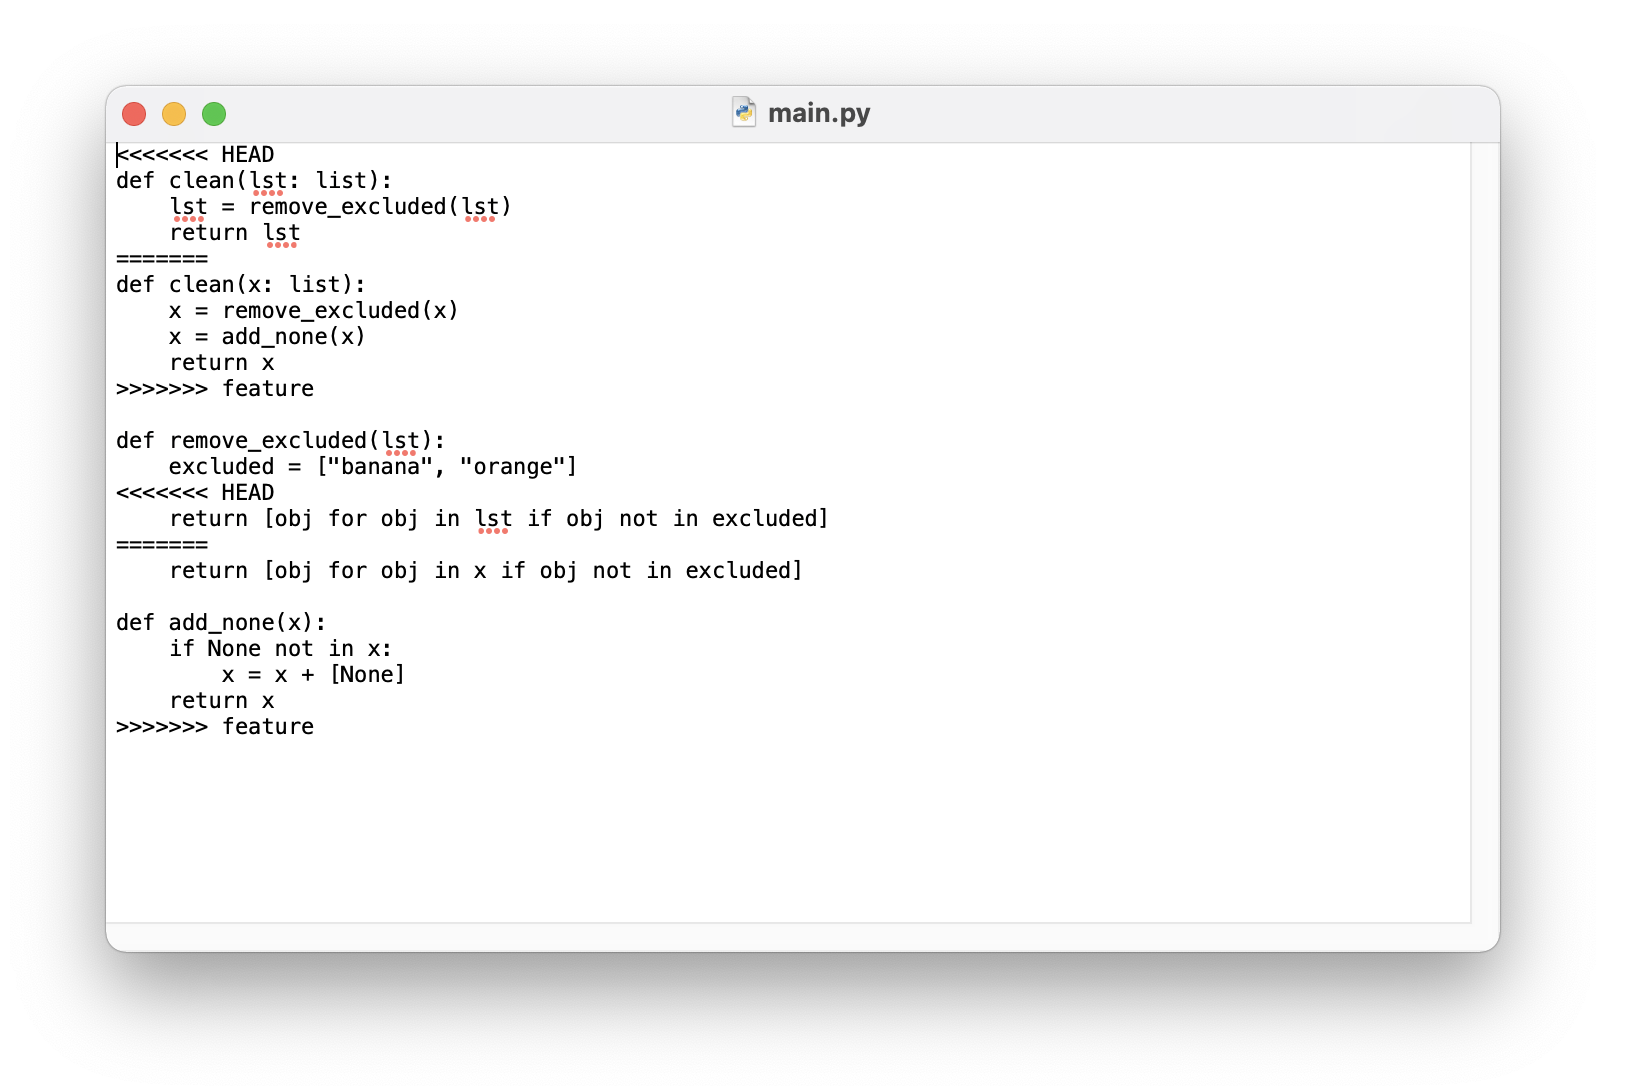 main.py
<<<<<<< HEAD
def clean(lst: list):
    lst = remove_excluded(lst)
    return lst
=======
def clean(x: list):
    x = remove_excluded(x)
    x = add_none(x)
    return x
>>>>>>> feature

def remove_excluded(lst):
    excluded = ["banana", "orange"]
<<<<<<< HEAD
    return [obj for obj in lst if obj not in excluded]
=======
    return [obj for obj in x if obj not in excluded]

def add_none(x):
    if None not in x:
        x = x + [None]
    return x
>>>>>>> feature